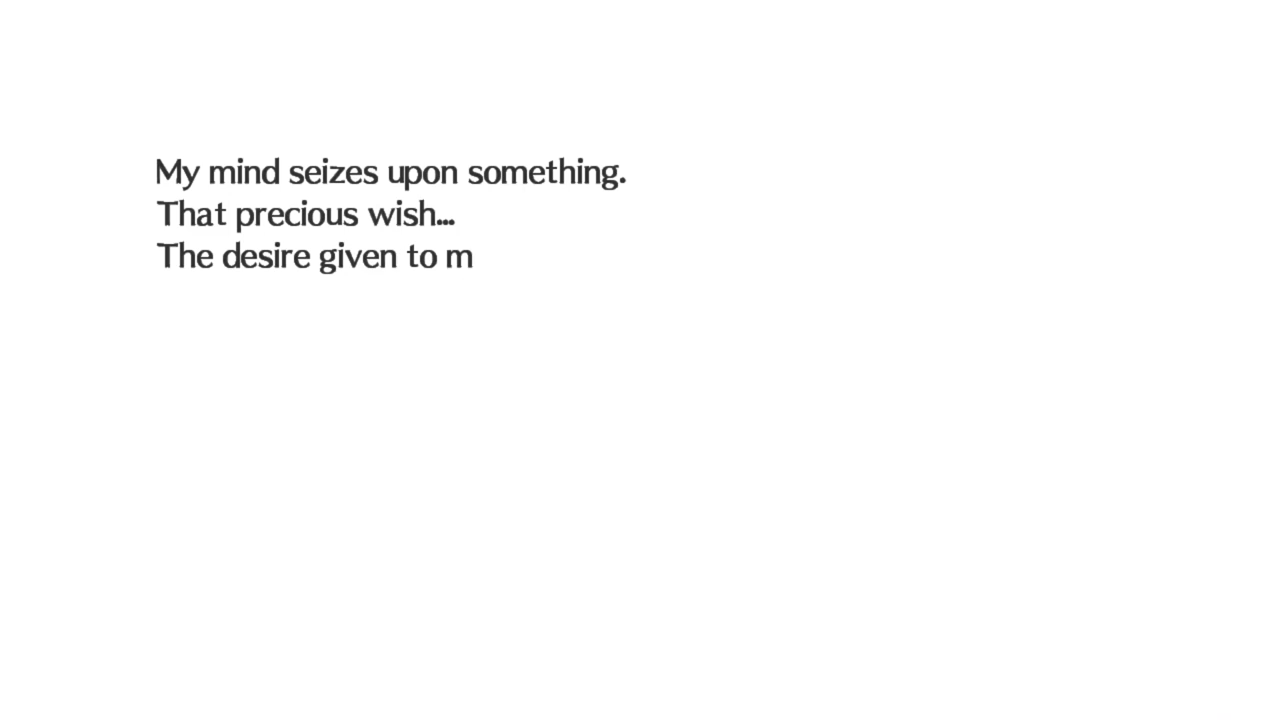 My mind seizes upon something.
That precious wish...
The desire given to m